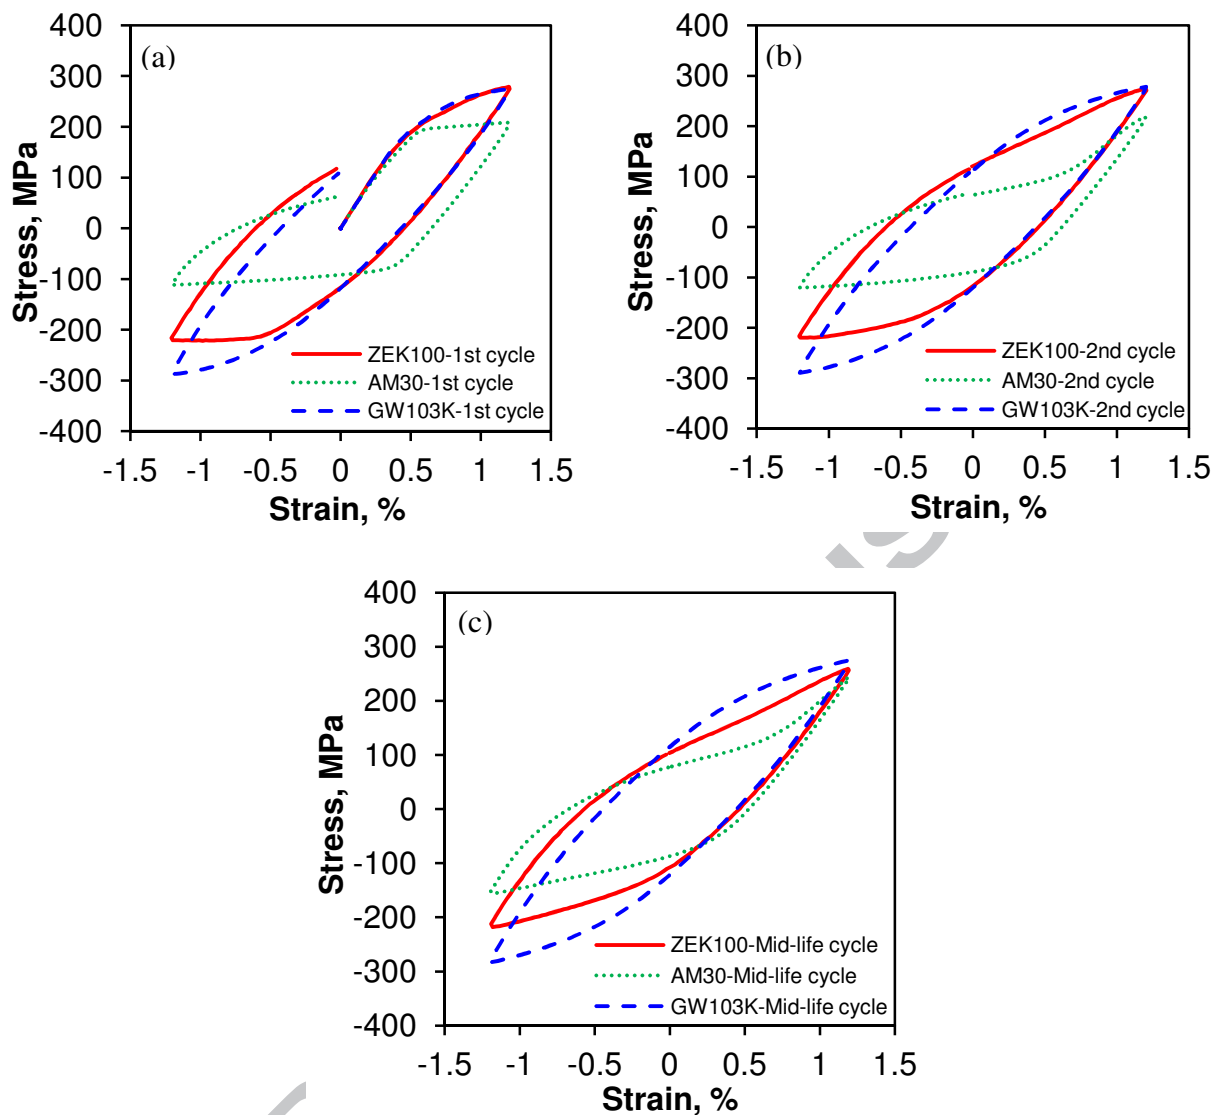 (a)
400
300
200
100
0
-100
-200
-300
-400
Stress, MPa
-1.5 -1 -0.5 0 0.5 1 1.5
Strain, %
ZEK100-1st cycle
AM30-1st cycle
GW103K-1st cycle
(b)
400
300
200
100
0
-100
-200
-300
-400
Stress, MPa
-1.5 -1 -0.5 0 0.5 1 1.5
Strain, %
ZEK100-2nd cycle
AM30-2nd cycle
GW103K-2nd cycle
(c)
400
300
200
100
0
-100
-200
-300
-400
Stress, MPa
-1.5 -1 -0.5 0 0.5 1 1.5
Strain, %
ZEK100-Mid-life cycle
AM30-Mid-life cycle
GW103K-Mid-life cycle